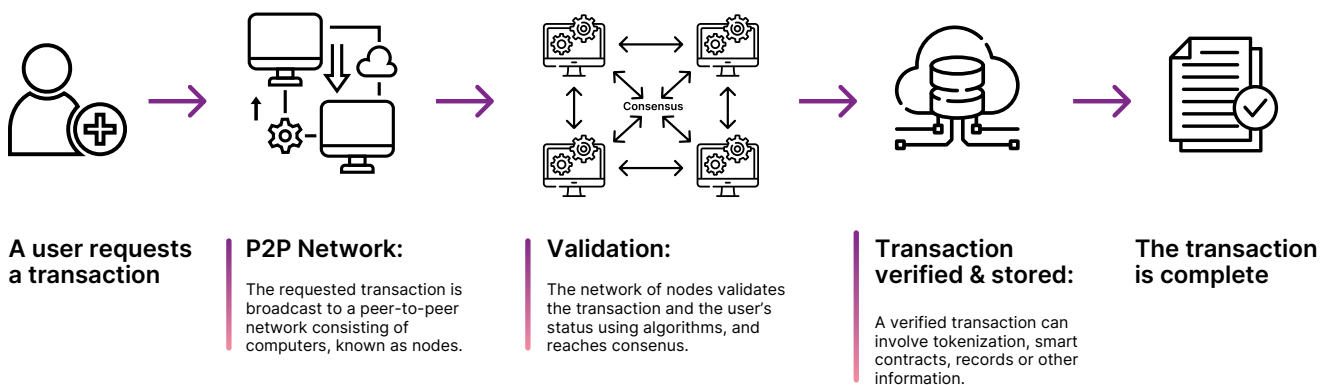 Consensus
A user requests
a transaction
P2P Network:
The requested transaction is
broadcast to a peer-to-peer
network consisting of
computers, known as nodes.
Validation:
The network of nodes validates
the transaction and the user’s
status using algorithms, and
reaches consenus.
Transaction
verified & stored:
A verified transaction can
involve tokenization, smart
contracts, records or other
information.
The transaction
is complete